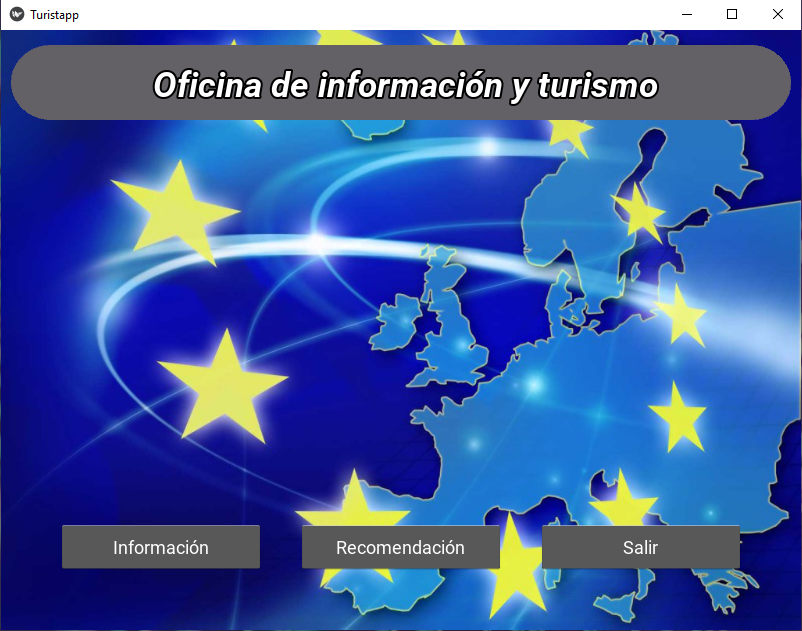 Turistapp
Oficina de información y turismo
Información
Recomendación
Salir